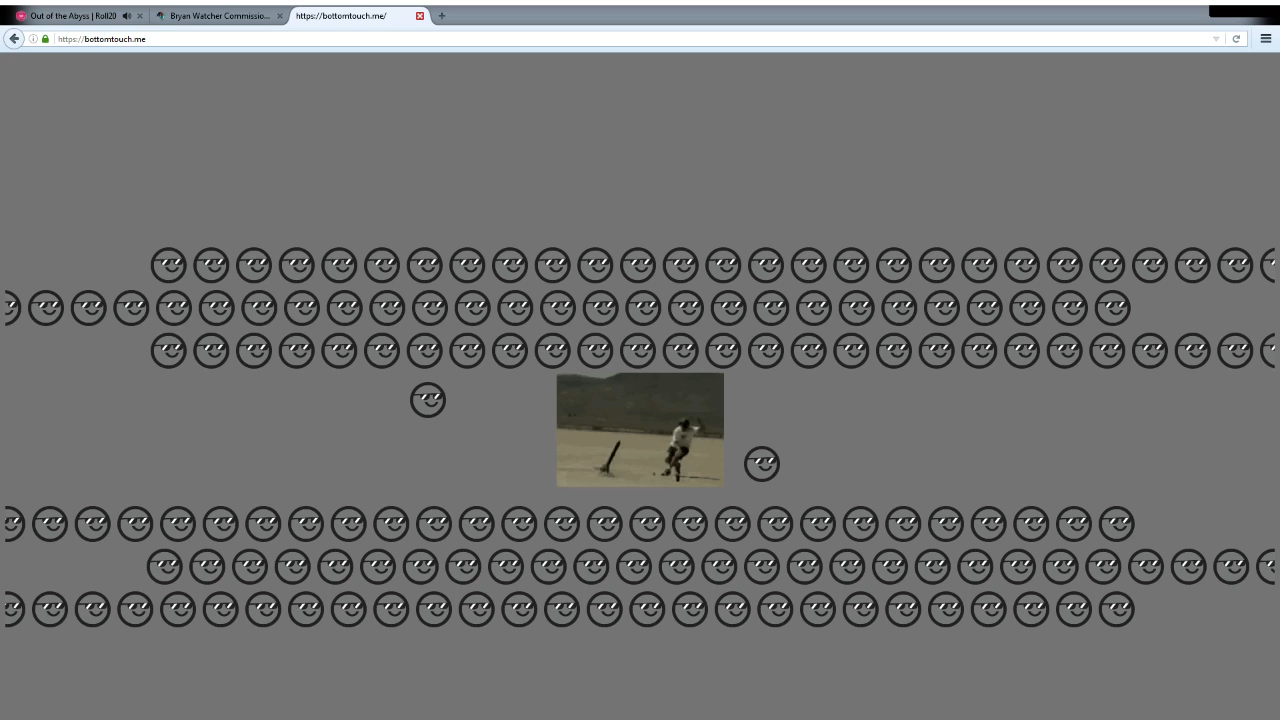 Out of the Abyss | Roll20
Bryan Watcher Commissio...
https://bottomtouch.me/
https://bottomtouch.me